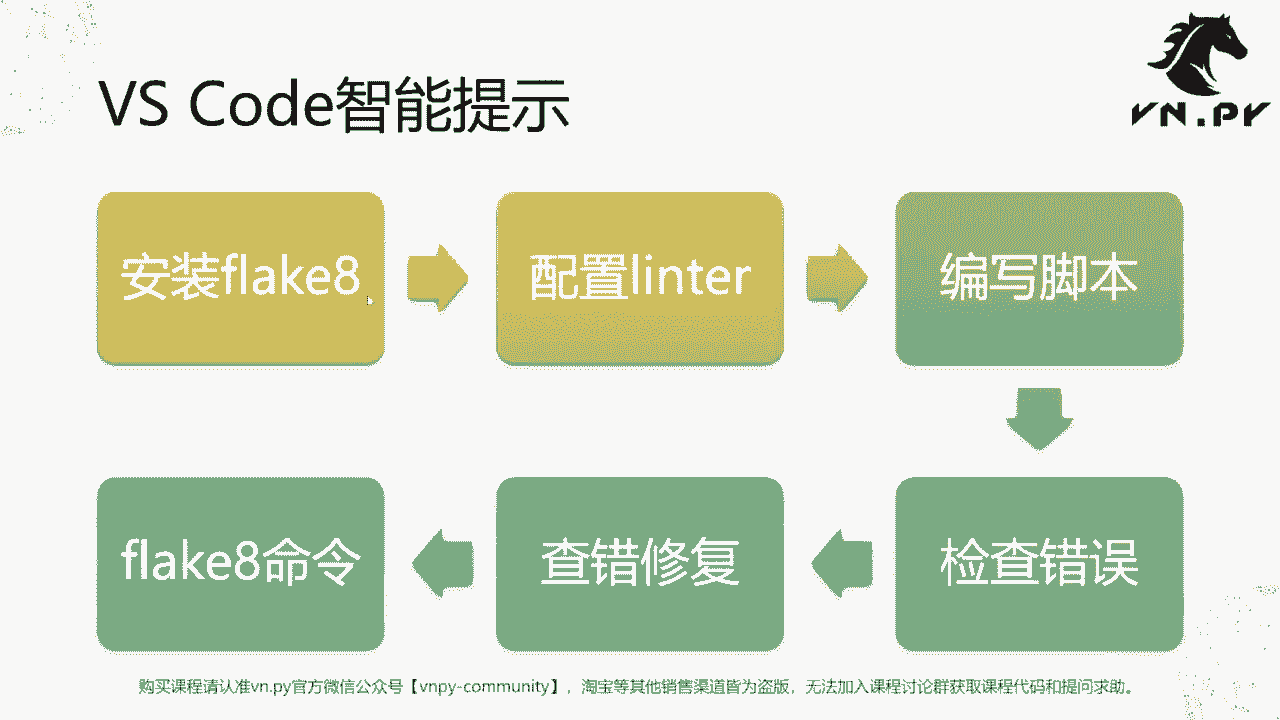 VS Code智能提示
VN.PY
安装flake8
配置linter
编写脚本
检查错误
查错修复
flake8命令
购买课程请认准vn.py官方微信公众号【vnpy-community】，淘宝等其他销售渠道皆为盗版，无法加入课程讨论群获取课程代码和提问求助。